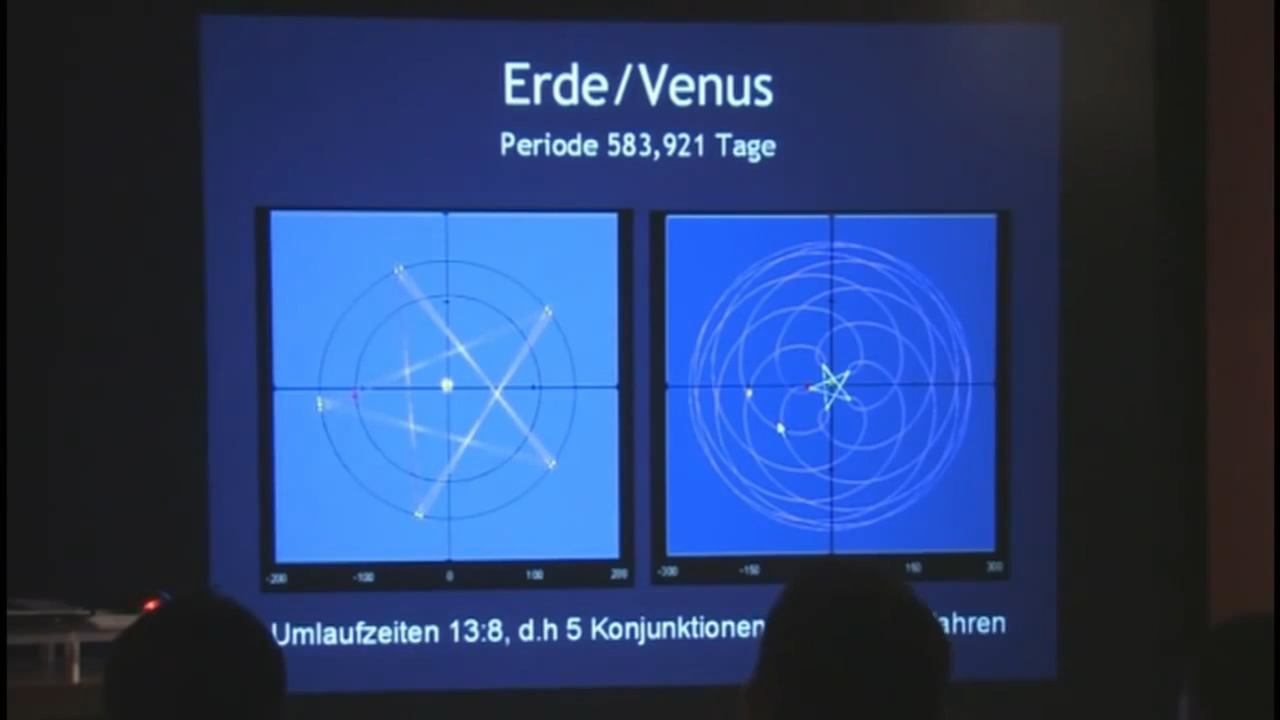 Erde/Venus
Periode 583,921 Tage
-200 -100 0 100 200
-300 -150 150 300
Umlaufzeiten 13:8, d.h 5 Konjunktionen ahren